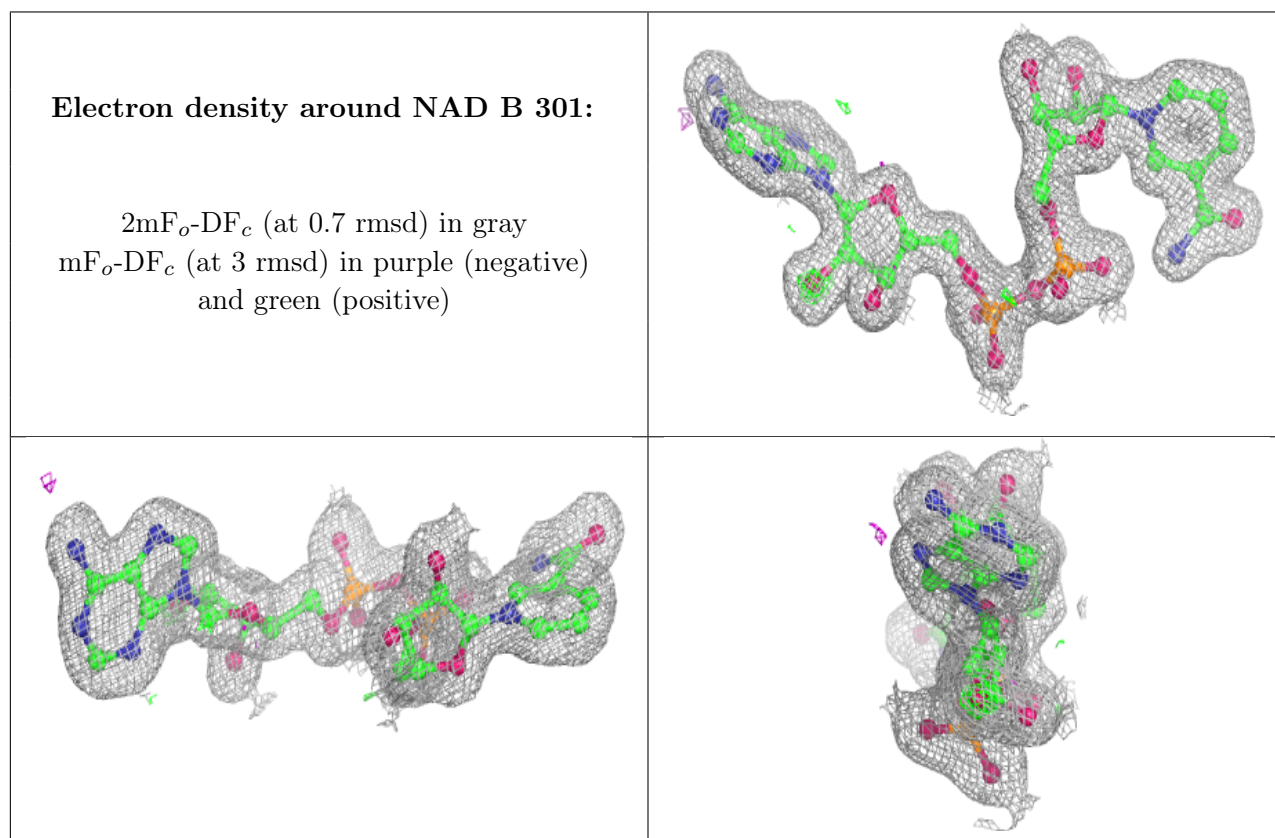 Electron density around NAD B 301:
2mFo-DFc (at 0.7 rmsd) in gray
mFo-DFc (at 3 rmsd) in purple (negative)
and green (positive)